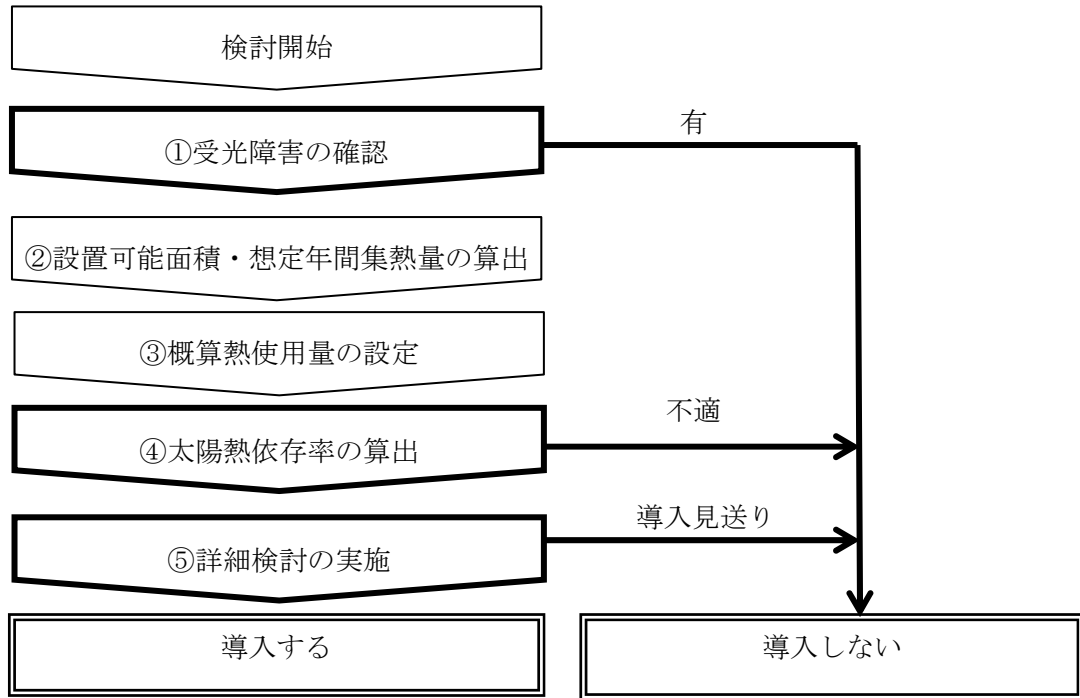 検討開始
①受光障害の確認
有
②設置可能面積・想定年間集熱量の算出
③概算熱使用量の設定
④太陽熱依存率の算出
不適
⑤詳細検討の実施
導入見送り
導入する
導入しない